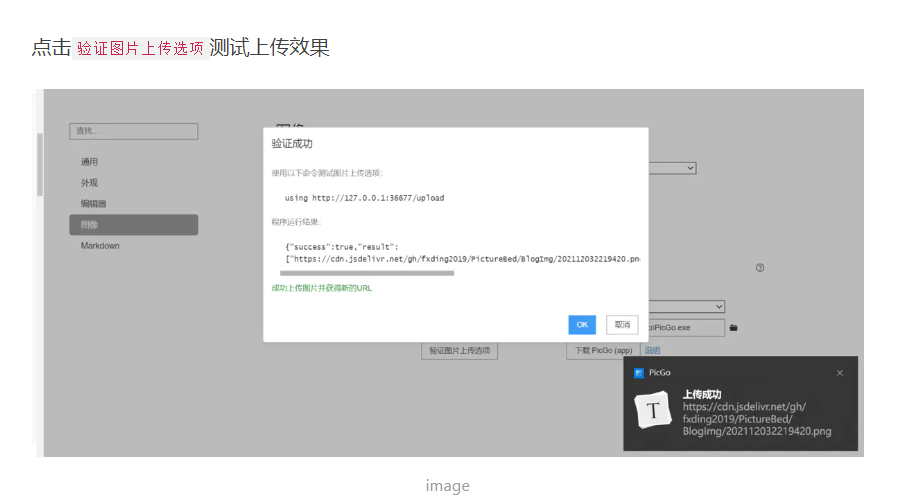 点击 验证图片上传选项 测试上传效果
查找...
通用
外观
编辑器
图像
Markdown
图像
验证成功
使用以下命令测试图片上传选项:
using http://127.0.0.1:36677/upload
程序运行结果:
{"success":true,"result":
["https://cdn.jsdelivr.net/gh/fxding2019/PictureBed/BlogImg/202112032219420.pn
成功上传图片并获得新的URL
OK
取消
o\PicGo.exe
验证图片上传选项
下载 PicGo (app)
说明
PicGo
T
上传成功
https://cdn.jsdelivr.net/gh/
fxding2019/PictureBed/
BlogImg/202112032219420.png
image